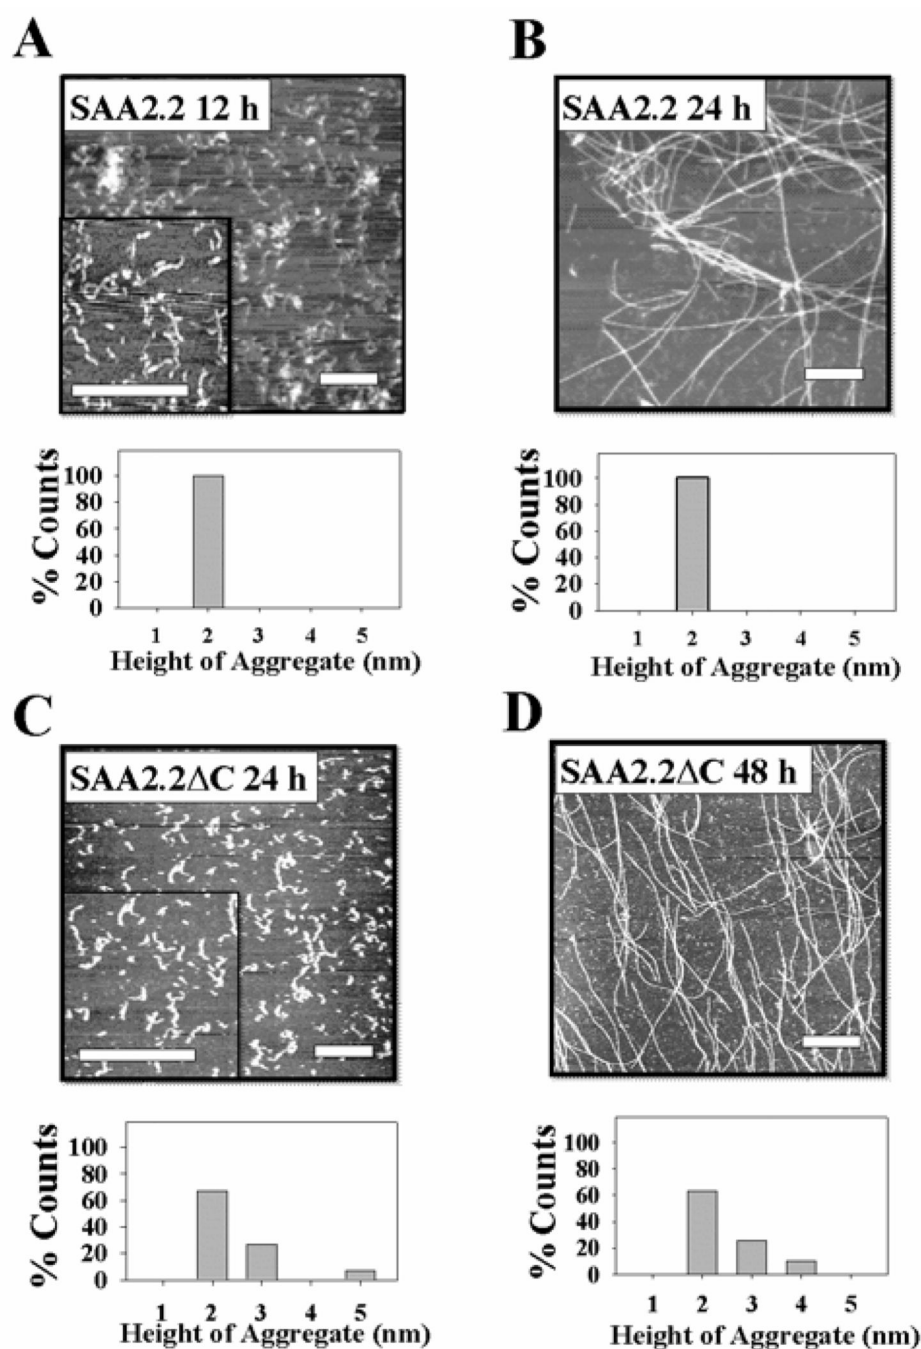 A
SAA2.2 12 h
% Counts
100
80
60
40
20
0
1 2 3 4 5
Height of Aggregate (nm)
B
SAA2.2 24 h
% Counts
100
80
60
40
20
0
1 2 3 4 5
Height of Aggregate (nm)
C
SAA2.2ΔC 24 h
% Counts
100
80
60
40
20
0
1 2 3 4 5
Height of Aggregate (nm)
D
SAA2.2ΔC 48 h
% Counts
100
80
60
40
20
0
1 2 3 4 5
Height of Aggregate (nm)